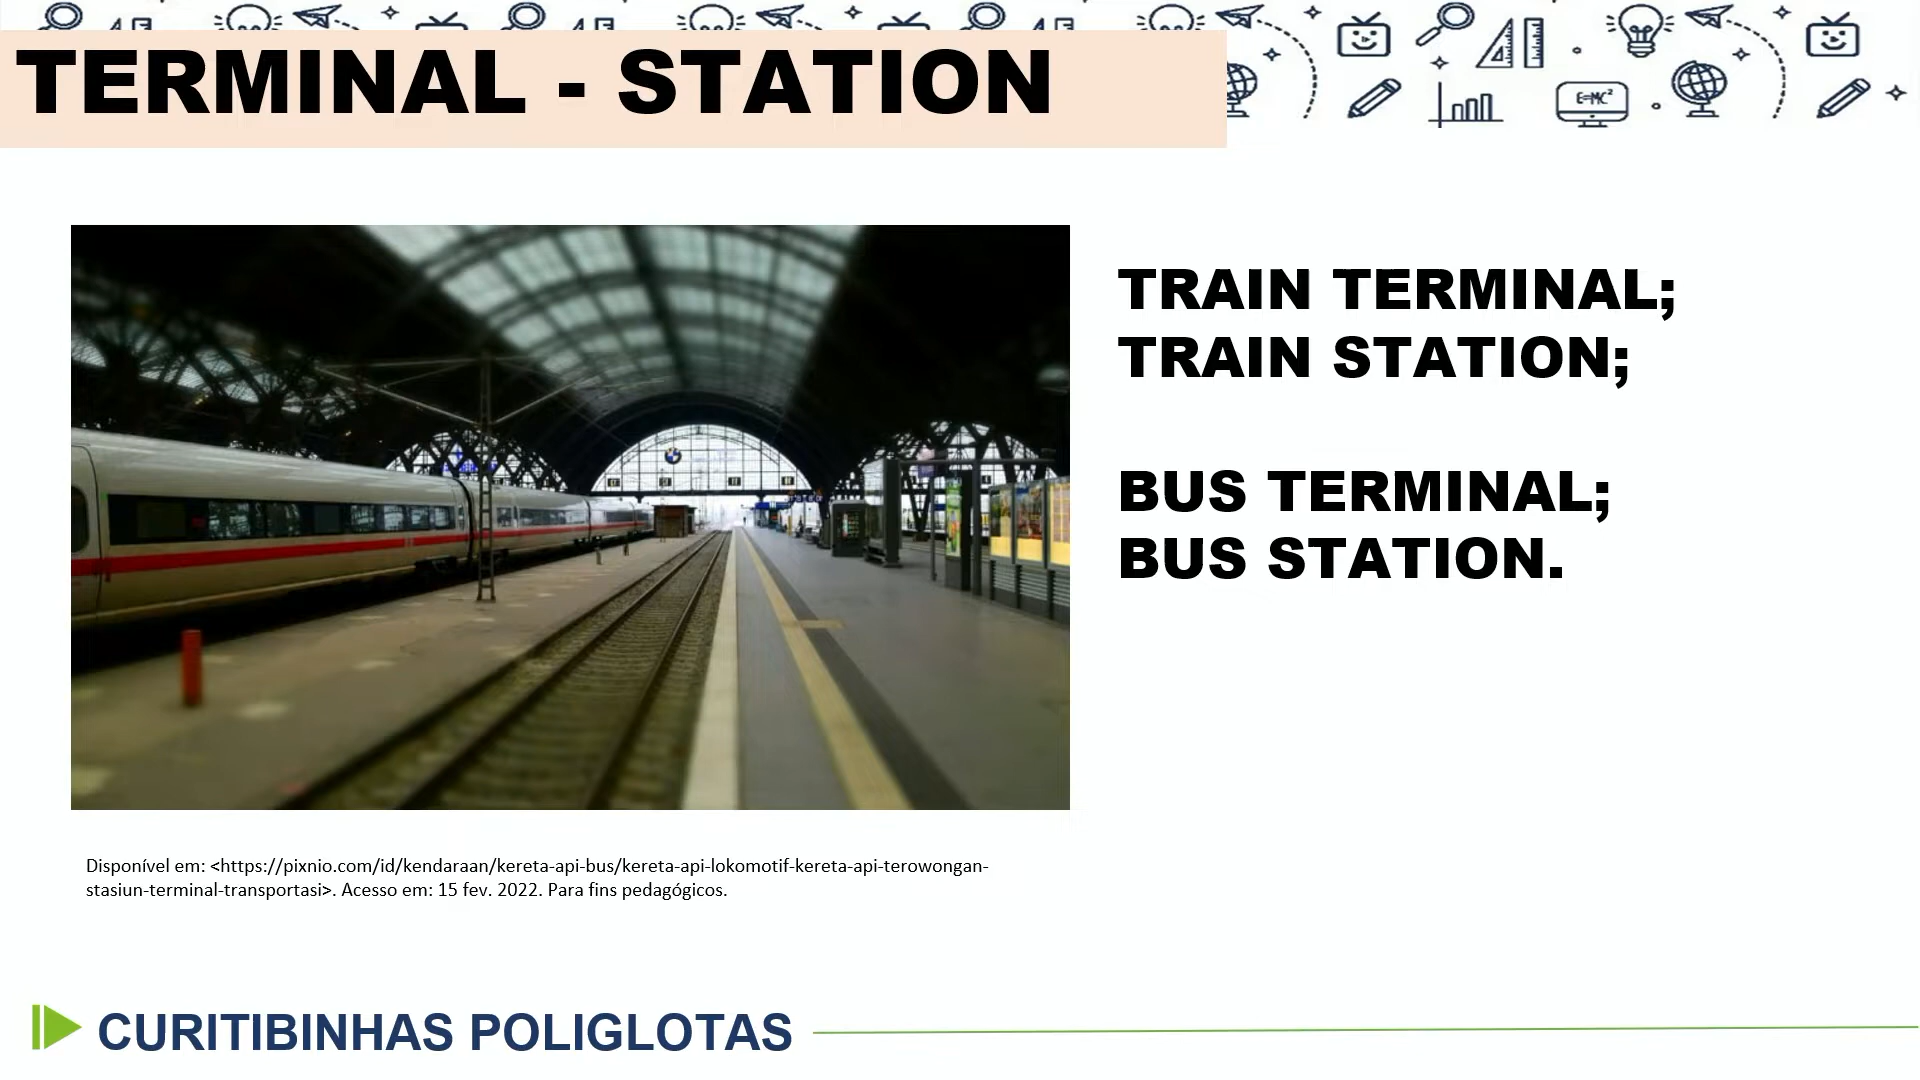 TERMINAL - STATION
E=MC²
TRAIN TERMINAL;
TRAIN STATION;
BUS TERMINAL;
BUS STATION.
Disponível em: <https://pixnio.com/id/kendaraan/kereta-api-bus/kereta-api-lokomotif-kereta-api-terowongan-
stasiun-terminal-transportasi>. Acesso em: 15 fev. 2022. Para fins pedagógicos.
CURITIBINHAS POLIGLOTAS